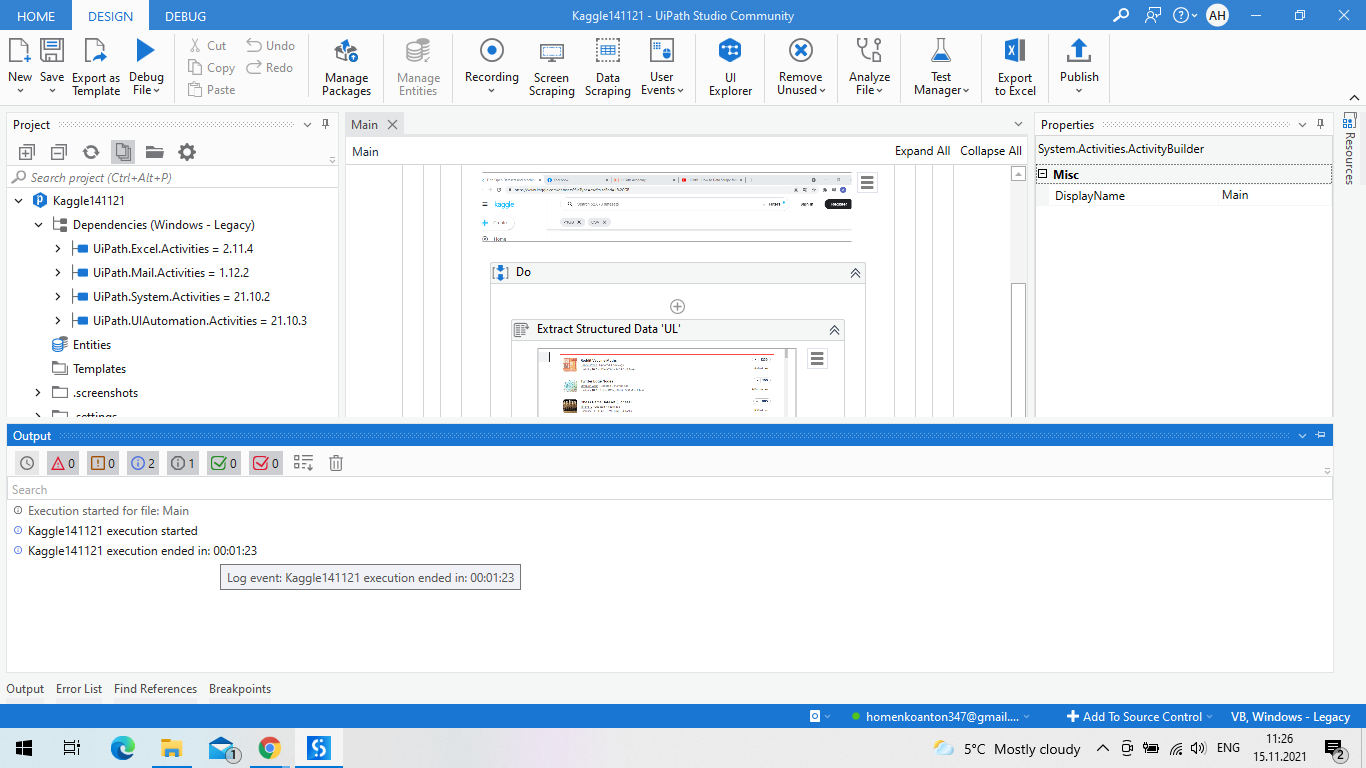 Kaggle141121 - UiPath Studio Community
HOME DESIGN DEBUG
AH
New Save Export as Template Debug File
Cut Copy Paste Undo Redo
Manage Packages Manage Entities
Recording Screen Scraping Data Scraping User Events
UI Explorer Remove Unused Analyze File Test Manager Export to Excel Publish
Project
Search project (Ctrl+Alt+P)
Kaggle141121
Dependencies (Windows - Legacy)
UiPath.Excel.Activities = 2.11.4
UiPath.Mail.Activities = 1.12.2
UiPath.System.Activities = 21.10.2
UiPath.UIAutomation.Activities = 21.10.3
Entities
Templates
.screenshots
.settings
Main
Main Expand All Collapse All
kaggle
Register
Home
Do
Extract Structured Data 'UL'
Properties
System.Activities.ActivityBuilder
Misc
DisplayName Main
Resources
Output
0 0 2 1 0 0
Search
Execution started for file: Main
Kaggle141121 execution started
Kaggle141121 execution ended in: 00:01:23
Log event: Kaggle141121 execution ended in: 00:01:23
Output Error List Find References Breakpoints
homenkoanton347@gmail.... Add To Source Control VB, Windows - Legacy
1
5°C Mostly cloudy ENG 11:26
15.11.2021
2